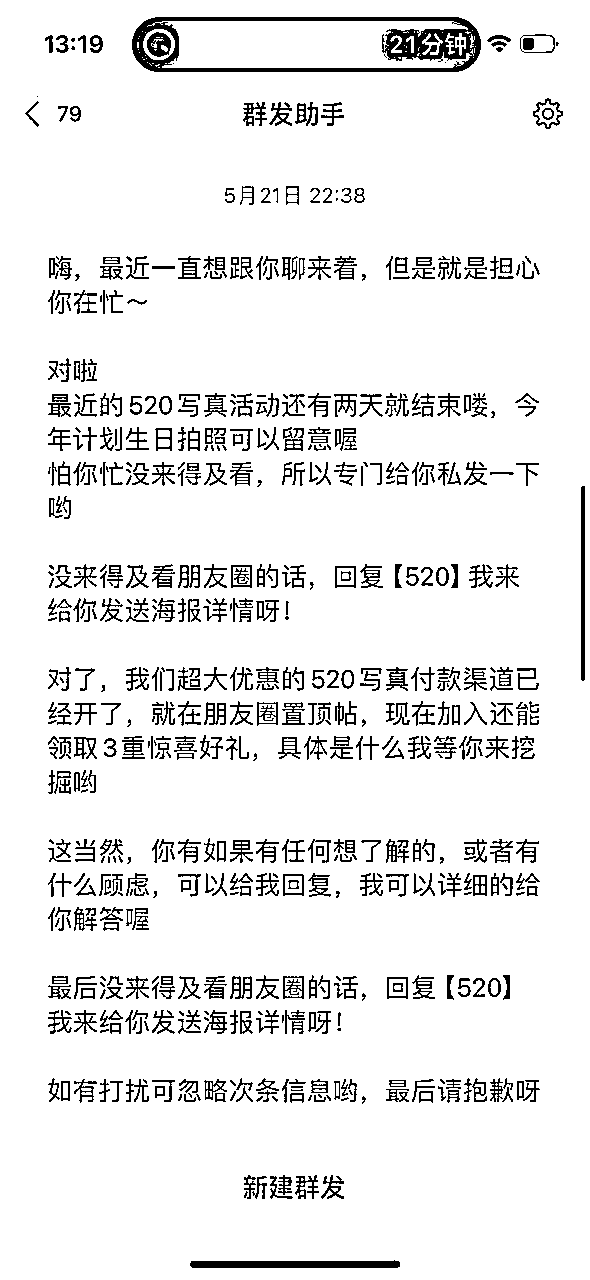 13:19
21分钟
79
群发助手
5月21日 22:38
嗨，最近一直想跟你聊来着，但是就是担心
你在忙～
对啦
最近的520写真活动还有两天就结束喽，今
年计划生日拍照可以留意喔
怕你忙没来得及看，所以专门给你私发一下
哟
没来得及看朋友圈的话，回复【520】我来
给你发送海报详情呀！
对了，我们超大优惠的520写真付款渠道已
经开了，就在朋友圈置顶帖，现在加入还能
领取3重惊喜好礼，具体是什么我等你来挖
掘哟
这当然，你有如果有任何想了解的，或者有
什么顾虑，可以给我回复，我可以详细的给
你解答喔
最后没来得及看朋友圈的话，回复【520】
我来给你发送海报详情呀！
如有打扰可忽略次条信息哟，最后请抱歉呀
新建群发